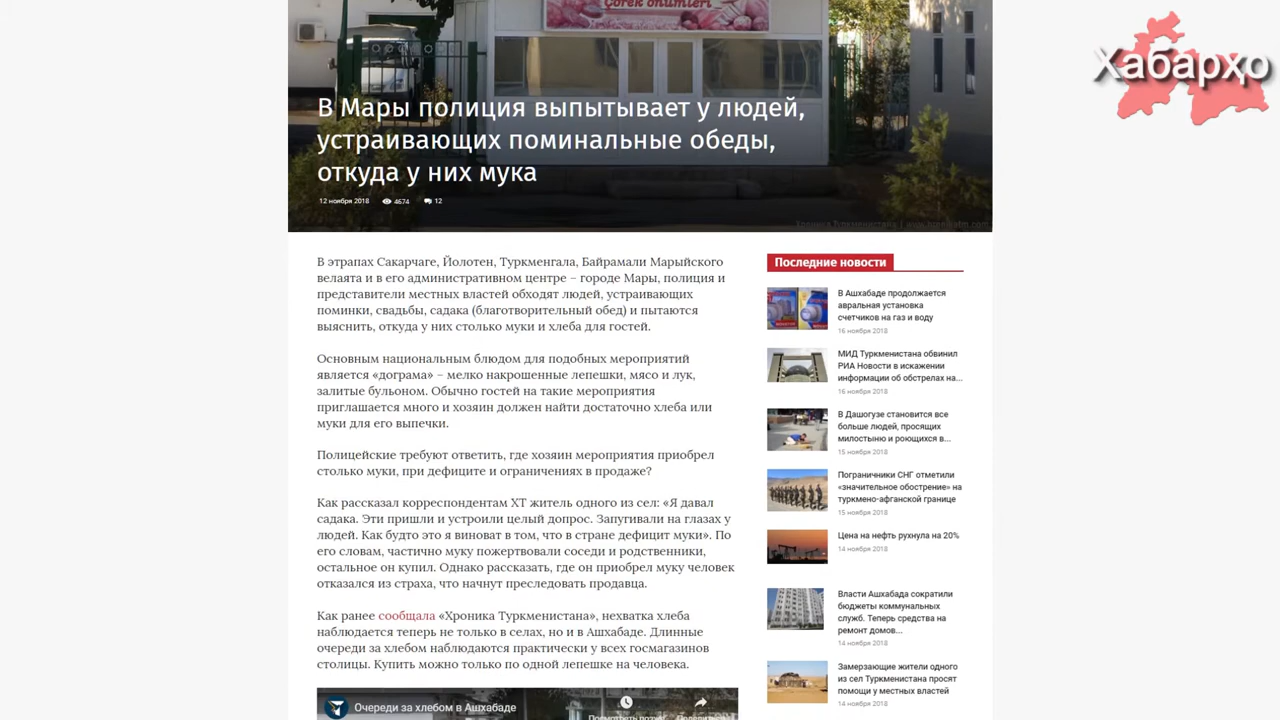 Çörek önümleri
Хабарҳо
В Мары полиция выпытывает у людей,
устраивающих поминальные обеды,
откуда у них мука
12 ноября 2018 4674 12
В этрапах Сакарчаге, Йолотен, Туркменгала, Байрамали Марыйского
велаята и в его административном центре – городе Мары, полиция и
представители местных властей обходят людей, устраивающих
поминки, свадьбы, садака (благотворительный обед) и пытаются
выяснить, откуда у них столько муки и хлеба для гостей.
Основным национальным блюдом для подобных мероприятий
является «дограма» – мелко накрошенные лепешки, мясо и лук,
залитые бульоном. Обычно гостей на такие мероприятия
приглашается много и хозяин должен найти достаточно хлеба или
муки для его выпечки.
Полицейские требуют ответить, где хозяин мероприятия приобрел
столько муки, при дефиците и ограничениях в продаже?
Как рассказал корреспондентам ХТ житель одного из сел: «Я давал
садака. Эти пришли и устроили целый допрос. Запугивали на глазах у
людей. Как будто это я виноват в том, что в стране дефицит муки». По
его словам, частично муку пожертвовали соседи и родственники,
остальное он купил. Однако рассказать, где он приобрел муку человек
отказался из страха, что начнут преследовать продавца.
Как ранее сообщала «Хроника Туркменистана», нехватка хлеба
наблюдается теперь не только в селах, но и в Ашхабаде. Длинные
очереди за хлебом наблюдаются практически у всех госмагазинов
столицы. Купить можно только по одной лепешке на человека.
Очереди за хлебом в Ашхабаде
Последние новости
В Ашхабаде продолжается
авральная установка
счетчиков на газ и воду
16 ноября 2018
МИД Туркменистана обвинил
РИА Новости в искажении
информации об обстрелах на...
16 ноября 2018
В Дашогузе становится все
больше людей, просящих
милостыню и роющихся в...
15 ноября 2018
Пограничники СНГ отметили
«значительное обострение» на
туркмено-афганской границе
15 ноября 2018
Цена на нефть рухнула на 20%
14 ноября 2018
Власти Ашхабада сократили
бюджеты коммунальных
служб. Теперь средства на
ремонт домов...
14 ноября 2018
Замерзающие жители одного
из сел Туркменистана просят
помощи у местных властей
14 ноября 2018